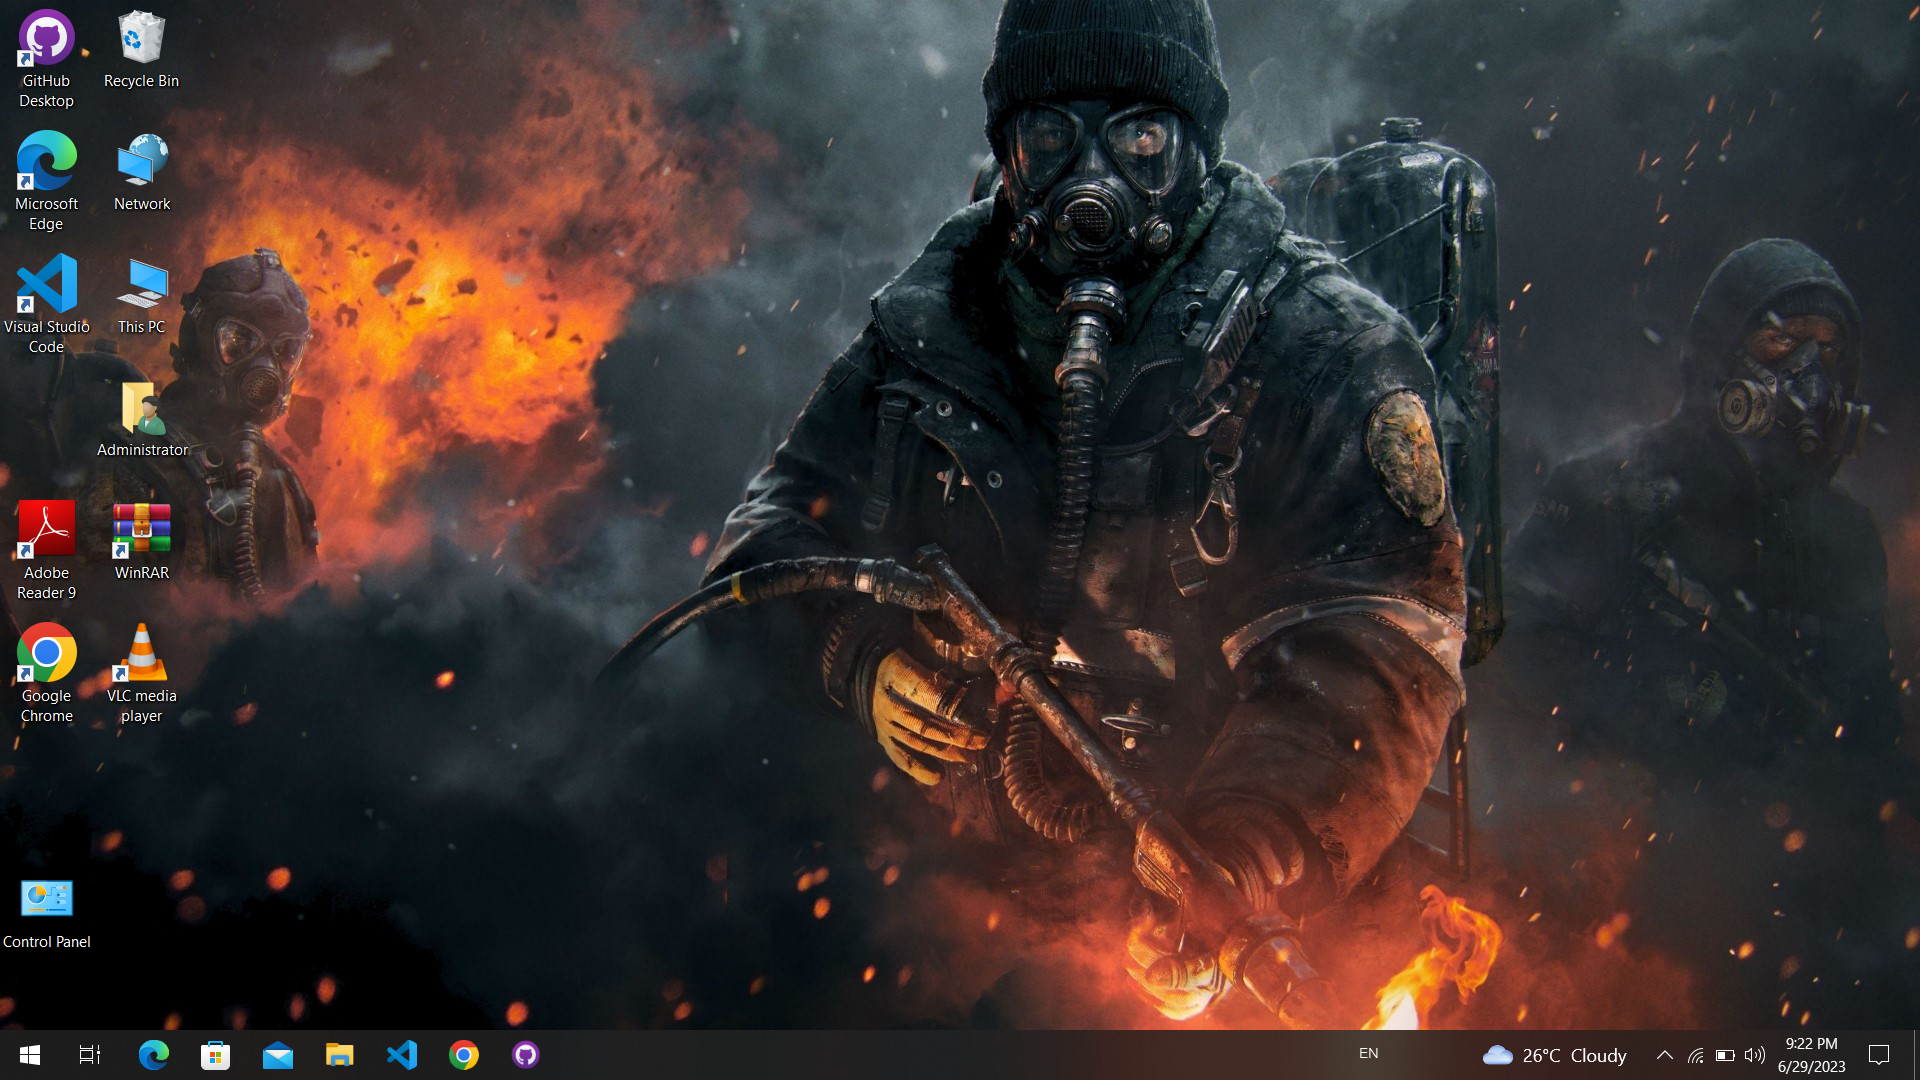 GitHub
Desktop
Recycle Bin
Microsoft
Edge
Network
Visual Studio
Code
This PC
Administrator
Adobe
Reader 9
WinRAR
Google
Chrome
VLC media
player
Control Panel
EN
26°C Cloudy
9:22 PM
6/29/2023